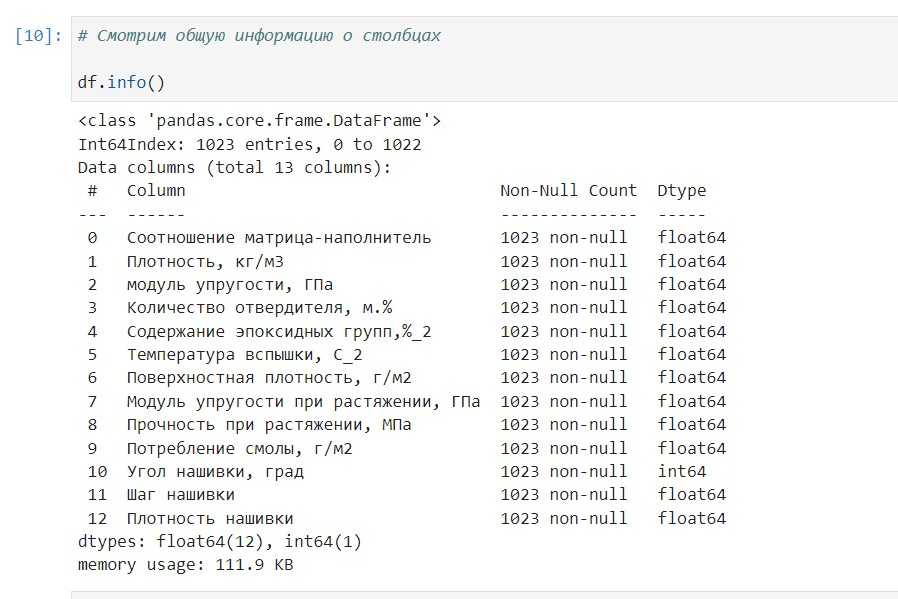 [10]: # Смотрим общую информацию о столбцах
df.info()
<class 'pandas.core.frame.DataFrame'>
Int64Index: 1023 entries, 0 to 1022
Data columns (total 13 columns):
 #   Column                                Non-Null Count  Dtype
---  ------                                --------------  -----
 0   Соотношение матрица-наполнитель       1023 non-null   float64
 1   Плотность, кг/м3                      1023 non-null   float64
 2   модуль упругости, ГПа                 1023 non-null   float64
 3   Количество отвердителя, м.%           1023 non-null   float64
 4   Содержание эпоксидных групп,%_2       1023 non-null   float64
 5   Температура вспышки, С_2              1023 non-null   float64
 6   Поверхностная плотность, г/м2         1023 non-null   float64
 7   Модуль упругости при растяжении, ГПа  1023 non-null   float64
 8   Прочность при растяжении, МПа         1023 non-null   float64
 9   Потребление смолы, г/м2               1023 non-null   float64
 10  Угол нашивки, град                    1023 non-null   int64
 11  Шаг нашивки                           1023 non-null   float64
 12  Плотность нашивки                     1023 non-null   float64
dtypes: float64(12), int64(1)
memory usage: 111.9 KB